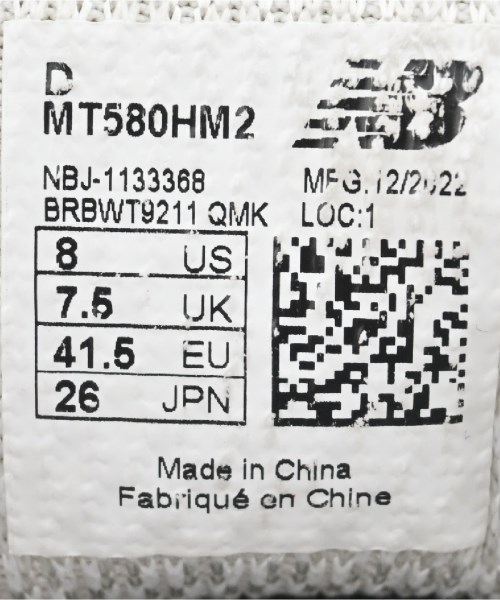 D
MT580HM2
NB
NBJ-1133368
MFG.12/2022
BRBWT9211 QMK
LOC:1
8 US
7.5 UK
41.5 EU
26 JPN
Made in China
Fabriqué en Chine